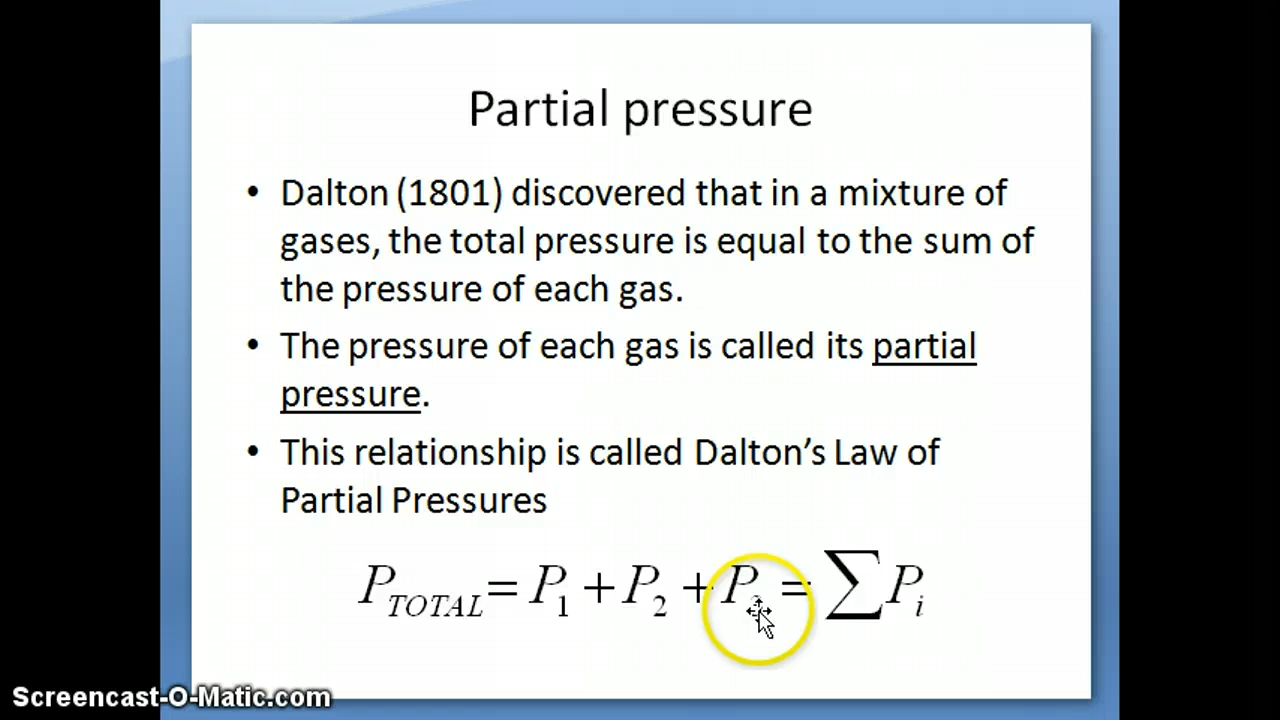 Partial pressure
• Dalton (1801) discovered that in a mixture of
gases, the total pressure is equal to the sum of
the pressure of each gas.
• The pressure of each gas is called its partial
pressure.
• This relationship is called Dalton’s Law of
Partial Pressures
P_TOTAL = P_1 + P_2 + P = ∑ P_i
Screencast-O-Matic.com